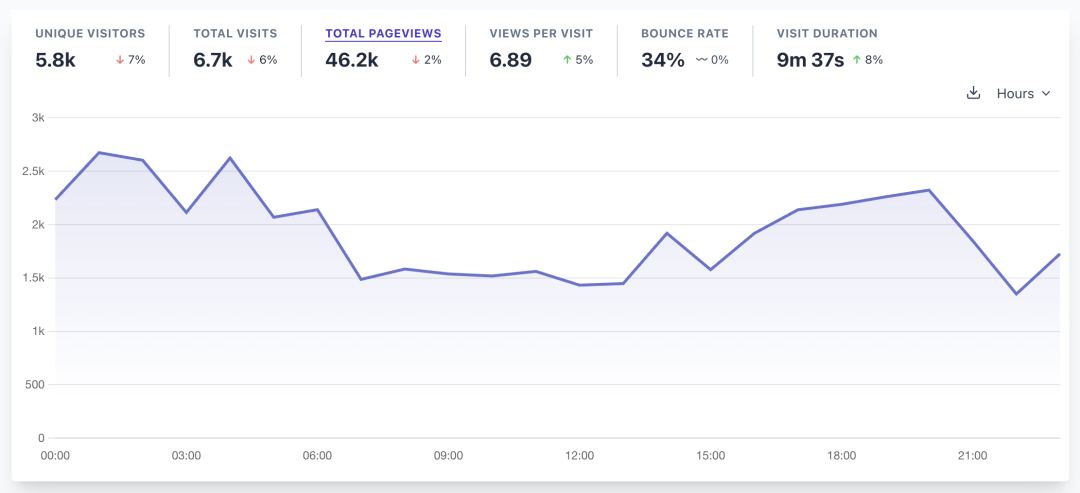 UNIQUE VISITORS TOTAL VISITS TOTAL PAGEVIEWS VIEWS PER VISIT BOUNCE RATE VISIT DURATION
5.8k ↓ 7% 6.7k ↓ 6% 46.2k ↓ 2% 6.89 ↑ 5% 34% 〰 0% 9m 37s ↑ 8%
Hours
3k
2.5k
2k
1.5k
1k
500
0
00:00 03:00 06:00 09:00 12:00 15:00 18:00 21:00